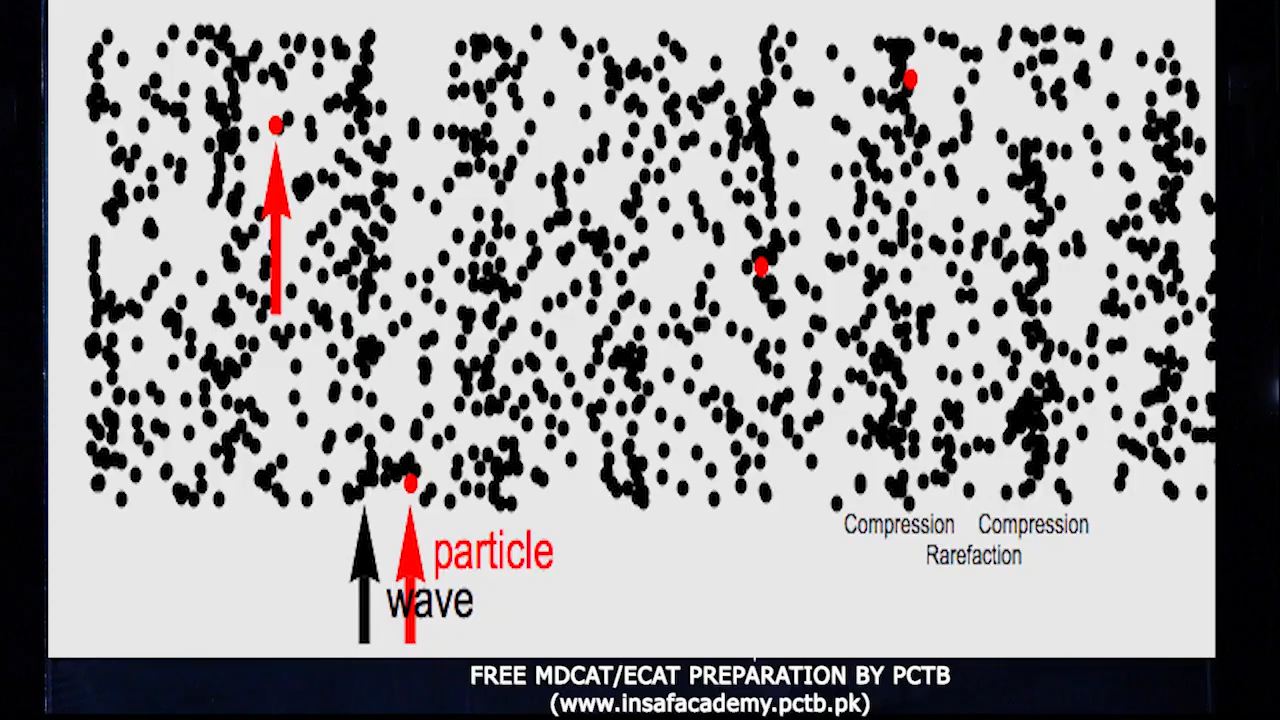 Compression Compression
Rarefaction
particle
wave
FREE MDCAT/ECAT PREPARATION BY PCTB
(www.insafacademy.pctb.pk)